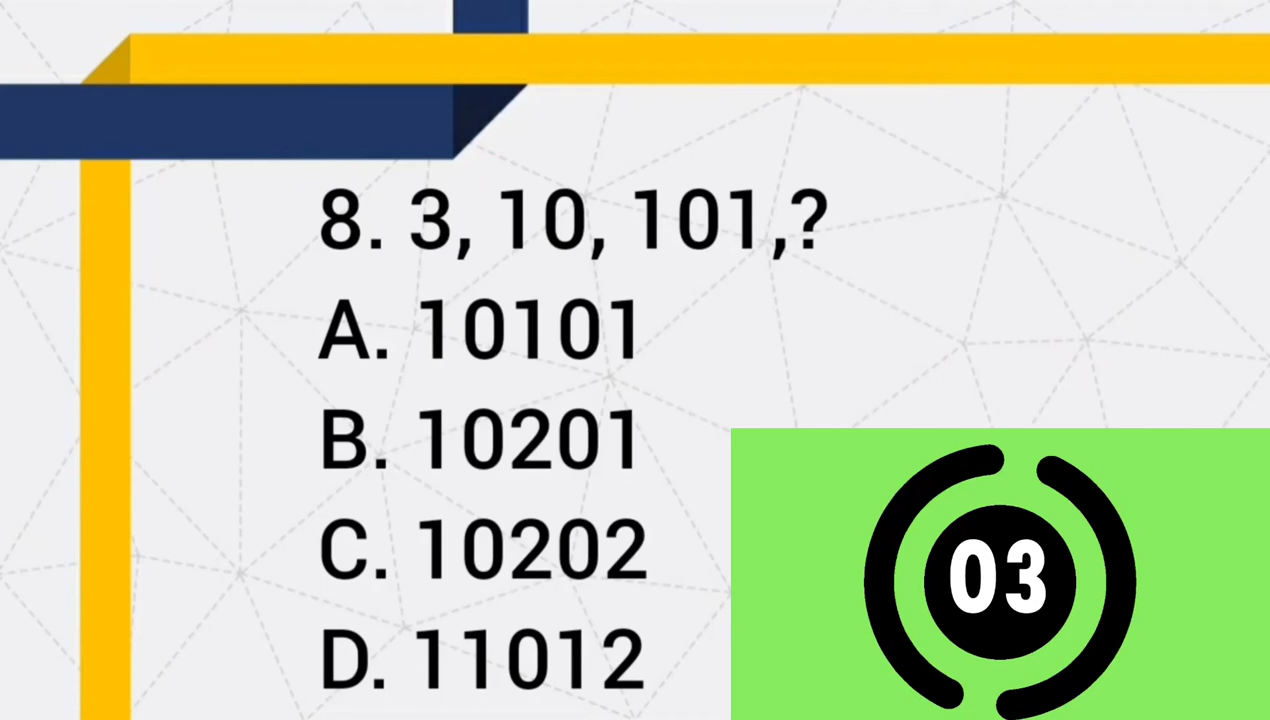 8. 3, 10, 101,?
A. 10101
B. 10201
C. 10202
D. 11012
03